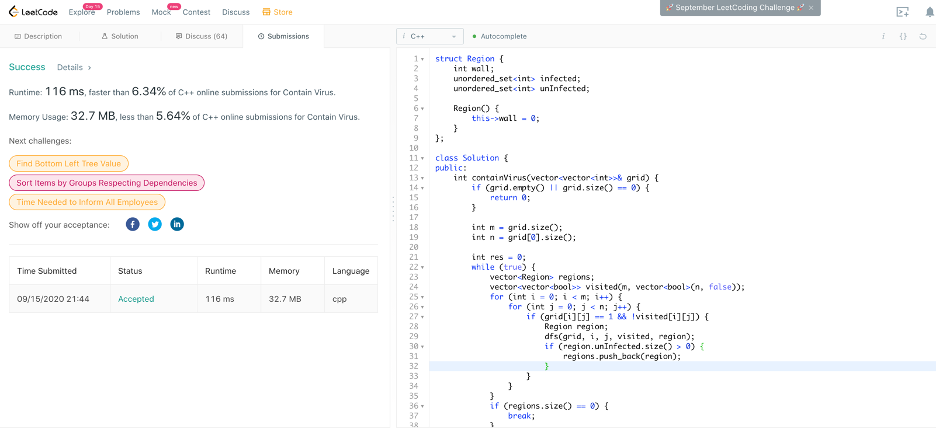 LeetCode Explore Day 15 Problems Mock new Contest Discuss Store
🚀 September LeetCoding Challenge 🚀 ×
Description Solution Discuss (64) Submissions
Success Details >
Runtime: 116 ms, faster than 6.34% of C++ online submissions for Contain Virus.
Memory Usage: 32.7 MB, less than 5.64% of C++ online submissions for Contain Virus.
Next challenges:
Find Bottom Left Tree Value
Sort Items by Groups Respecting Dependencies
Time Needed to Inform All Employees
Show off your acceptance:
Time Submitted Status Runtime Memory Language
09/15/2020 21:44 Accepted 116 ms 32.7 MB cpp
i C++ Autocomplete i {}
1 struct Region {
2 int wall;
3 unordered_set<int> infected;
4 unordered_set<int> unInfected;
5
6 Region() {
7 this->wall = 0;
8 }
9 };
10
11 class Solution {
12 public:
13 int containVirus(vector<vector<int>>& grid) {
14 if (grid.empty() || grid.size() == 0) {
15 return 0;
16 }
17
18 int m = grid.size();
19 int n = grid[0].size();
20
21 int res = 0;
22 while (true) {
23 vector<Region> regions;
24 vector<vector<bool>> visited(m, vector<bool>(n, false));
25 for (int i = 0; i < m; i++) {
26 for (int j = 0; j < n; j++) {
27 if (grid[i][j] == 1 && !visited[i][j]) {
28 Region region;
29 dfs(grid, i, j, visited, region);
30 if (region.unInfected.size() > 0) {
31 regions.push_back(region);
32 }
33 }
34 }
35 }
36 if (regions.size() == 0) {
37 break;
38 }